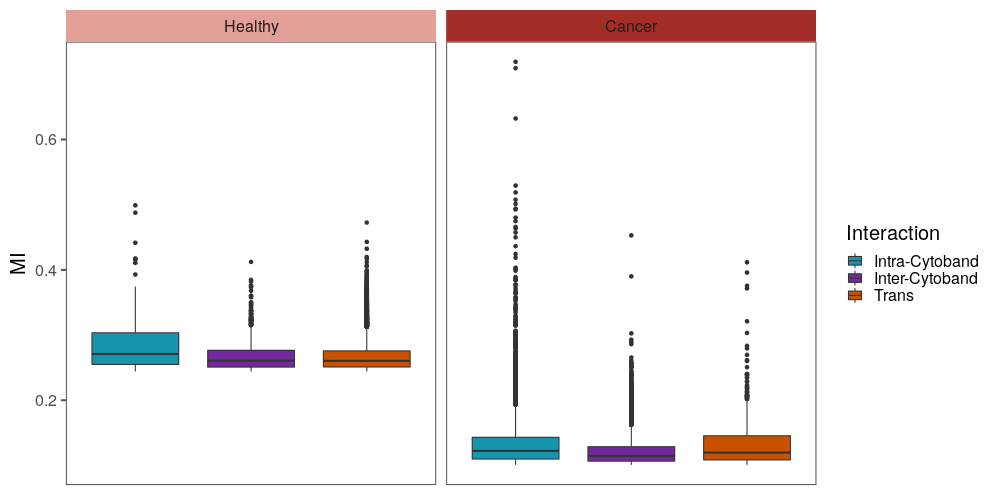 Healthy
Cancer
MI
0.6
0.4
0.2
Interaction
Intra-Cytoband
Inter-Cytoband
Trans